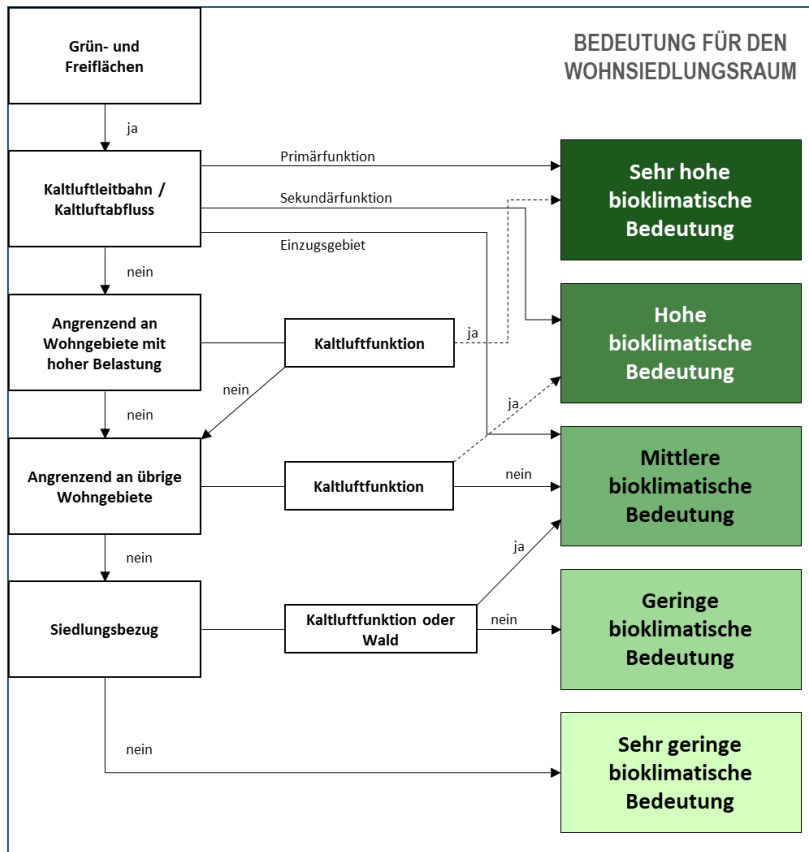 Grün- und
Freiflächen
BEDEUTUNG FÜR DEN
WOHNSIEDLUNGSRAUM
ja
Kaltluftleitbahn /
Kaltluftabfluss
Primärfunktion
Sekundärfunktion
Einzugsgebiet
Sehr hohe
bioklimatische
Bedeutung
nein
Angrenzend an
Wohngebiete mit
hoher Belastung
Kaltluftfunktion
ja
nein
Hohe
bioklimatische
Bedeutung
nein
Angrenzend an übrige
Wohngebiete
Kaltluftfunktion
ja
nein
Mittlere
bioklimatische
Bedeutung
nein
Siedlungsbezug
Kaltluftfunktion oder
Wald
ja
nein
Geringe
bioklimatische
Bedeutung
nein
Sehr geringe
bioklimatische
Bedeutung